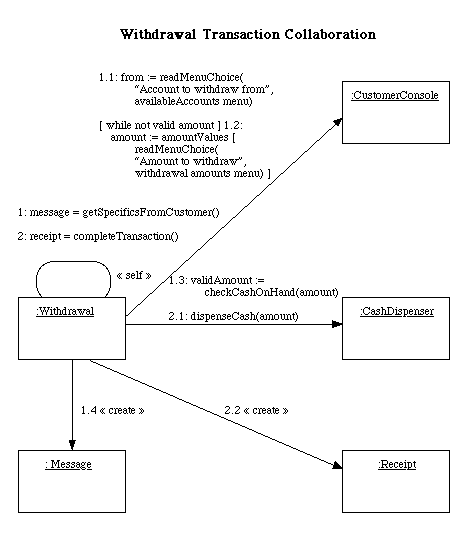 Withdrawal Transaction Collaboration
1.1: from := readMenuChoice(
"Account to withdraw from",
availableAccounts menu)
:CustomerConsole
[ while not valid amount ] 1.2:
amount := amountValues [
readMenuChoice(
"Amount to withdraw",
withdrawal amounts menu) ]
1: message = getSpecificsFromCustomer()
2: receipt = completeTransaction()
« self »
1.3: validAmount :=
checkCashOnHand(amount)
:Withdrawal
2.1: dispenseCash(amount)
:CashDispenser
1.4 « create »
2.2 « create »
: Message
:Receipt